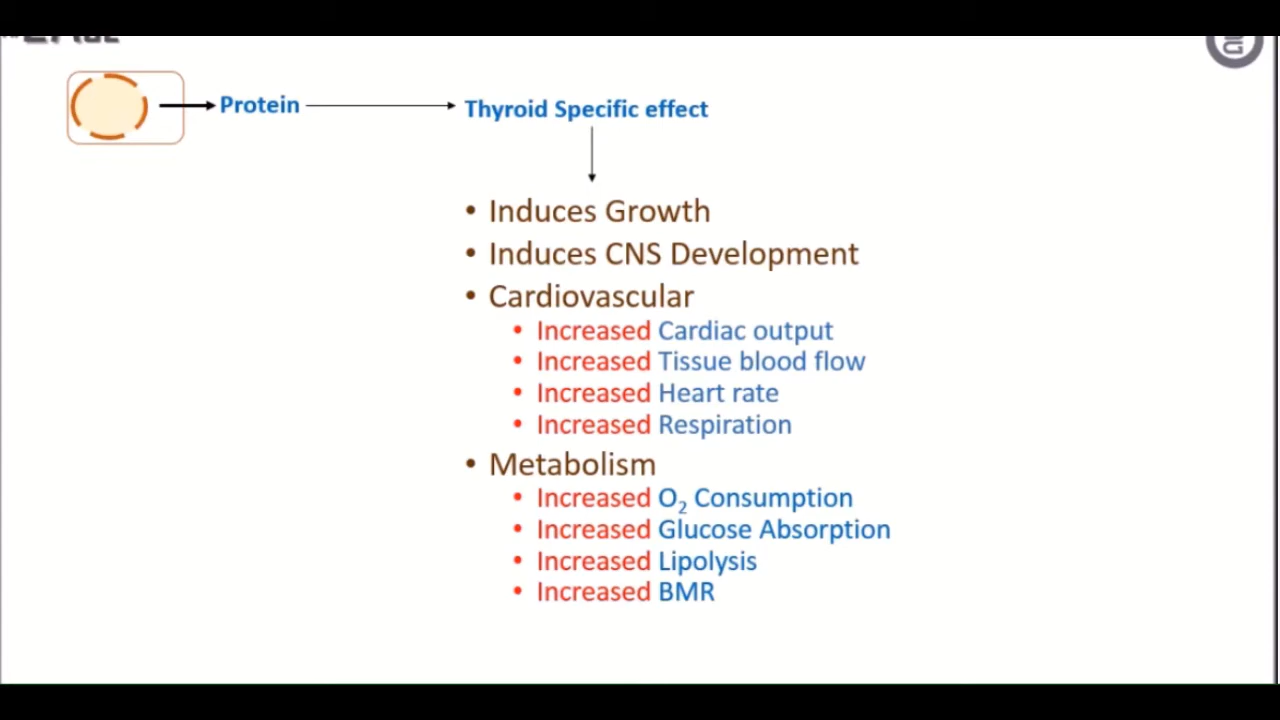 Protein
Thyroid Specific effect
• Induces Growth
• Induces CNS Development
• Cardiovascular
• Increased Cardiac output
• Increased Tissue blood flow
• Increased Heart rate
• Increased Respiration
• Metabolism
• Increased O₂ Consumption
• Increased Glucose Absorption
• Increased Lipolysis
• Increased BMR